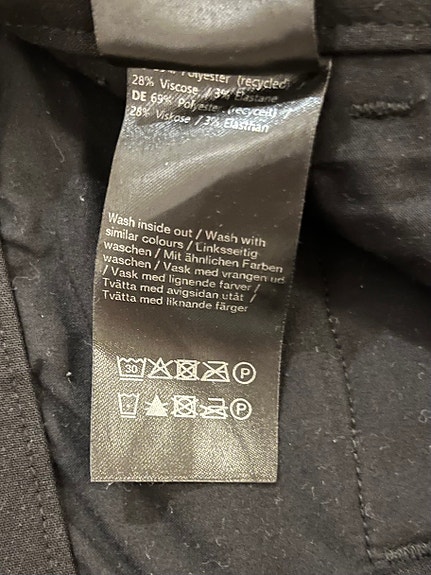 Polyester (recycled)
28% Viscose / 3% Elastane
DE 69% Polyester (recycelt) /
28% Viskose / 3% Elasthan
Wash inside out / Wash with
similar colours / Linksseitig
waschen / Mit ähnlichen Farben
waschen / Vask med vrangen ud
/ Vask med lignende farver /
Tvätta med avigsidan utåt /
Tvätta med liknande färger
30 P
P